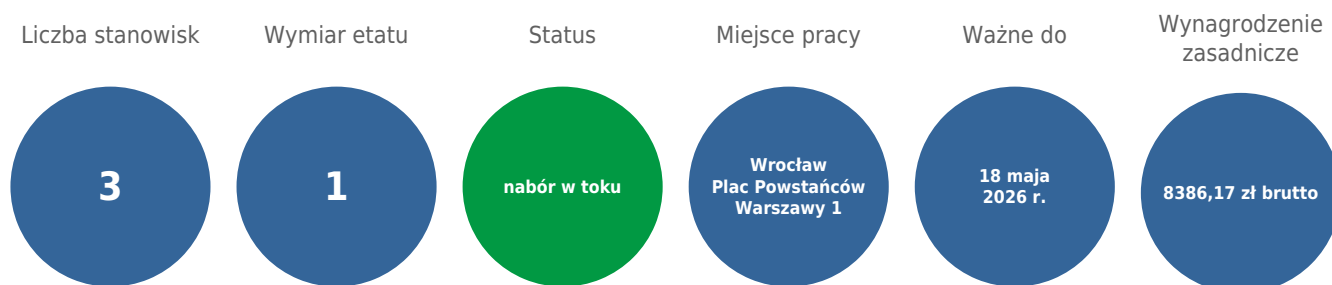 Liczba stanowisk
Wymiar etatu
Status
Miejsce pracy
Ważne do
Wynagrodzenie
zasadnicze
3
1
nabór w toku
Wrocław
Plac Powstańców
Warszawy 1
18 maja
2026 r.
8386,17 zł brutto